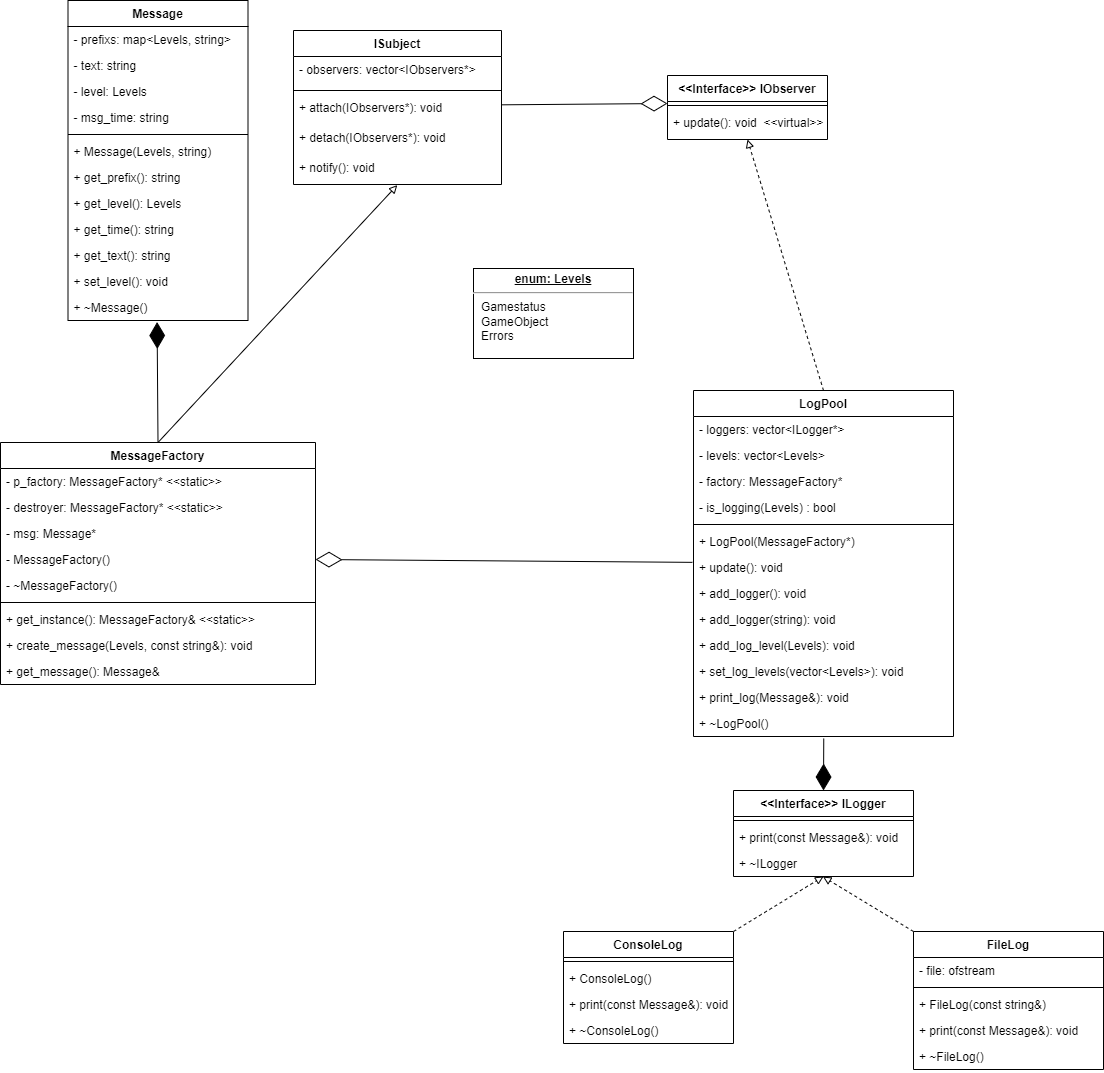 Message
- prefixs: map<Levels, string>
- text: string
- level: Levels
- msg_time: string
+ Message(Levels, string)
+ get_prefix(): string
+ get_level(): Levels
+ get_time(): string
+ get_text(): string
+ set_level(): void
+ ~Message()
ISubject
- observers: vector<IObservers*>
+ attach(IObservers*): void
+ detach(IObservers*): void
+ notify(): void
<<Interface>> IObserver
+ update(): void  <<virtual>>
enum: Levels
Gamestatus
GameObject
Errors
MessageFactory
- p_factory: MessageFactory* <<static>>
- destroyer: MessageFactory* <<static>>
- msg: Message*
- MessageFactory()
- ~MessageFactory()
+ get_instance(): MessageFactory& <<static>>
+ create_message(Levels, const string&): void
+ get_message(): Message&
LogPool
- loggers: vector<ILogger*>
- levels: vector<Levels>
- factory: MessageFactory*
- is_logging(Levels) : bool
+ LogPool(MessageFactory*)
+ update(): void
+ add_logger(): void
+ add_logger(string): void
+ add_log_level(Levels): void
+ set_log_levels(vector<Levels>): void
+ print_log(Message&): void
+ ~LogPool()
<<Interface>> ILogger
+ print(const Message&): void
+ ~ILogger
ConsoleLog
+ ConsoleLog()
+ print(const Message&): void
+ ~ConsoleLog()
FileLog
- file: ofstream
+ FileLog(const string&)
+ print(const Message&): void
+ ~FileLog()